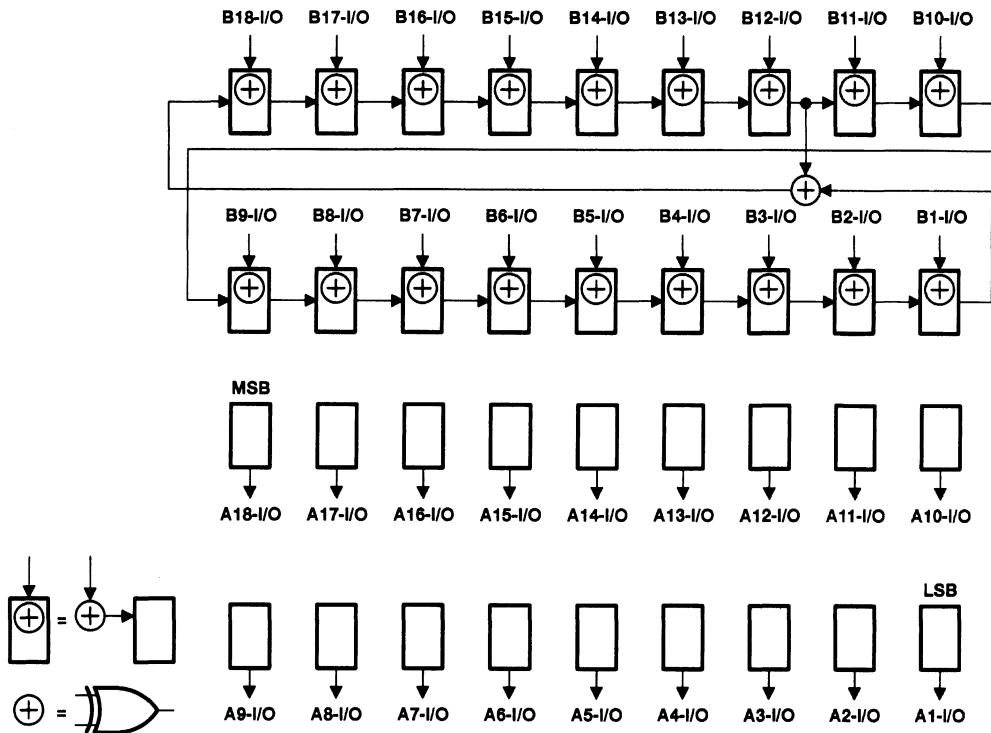 B18-I/O B17-I/O B16-I/O B15-I/O B14-I/O B13-I/O B12-I/O B11-I/O B10-I/O
B9-I/O B8-I/O B7-I/O B6-I/O B5-I/O B4-I/O B3-I/O B2-I/O B1-I/O
MSB
A18-I/O A17-I/O A16-I/O A15-I/O A14-I/O A13-I/O A12-I/O A11-I/O A10-I/O
LSB
=
=
A9-I/O A8-I/O A7-I/O A6-I/O A5-I/O A4-I/O A3-I/O A2-I/O A1-I/O